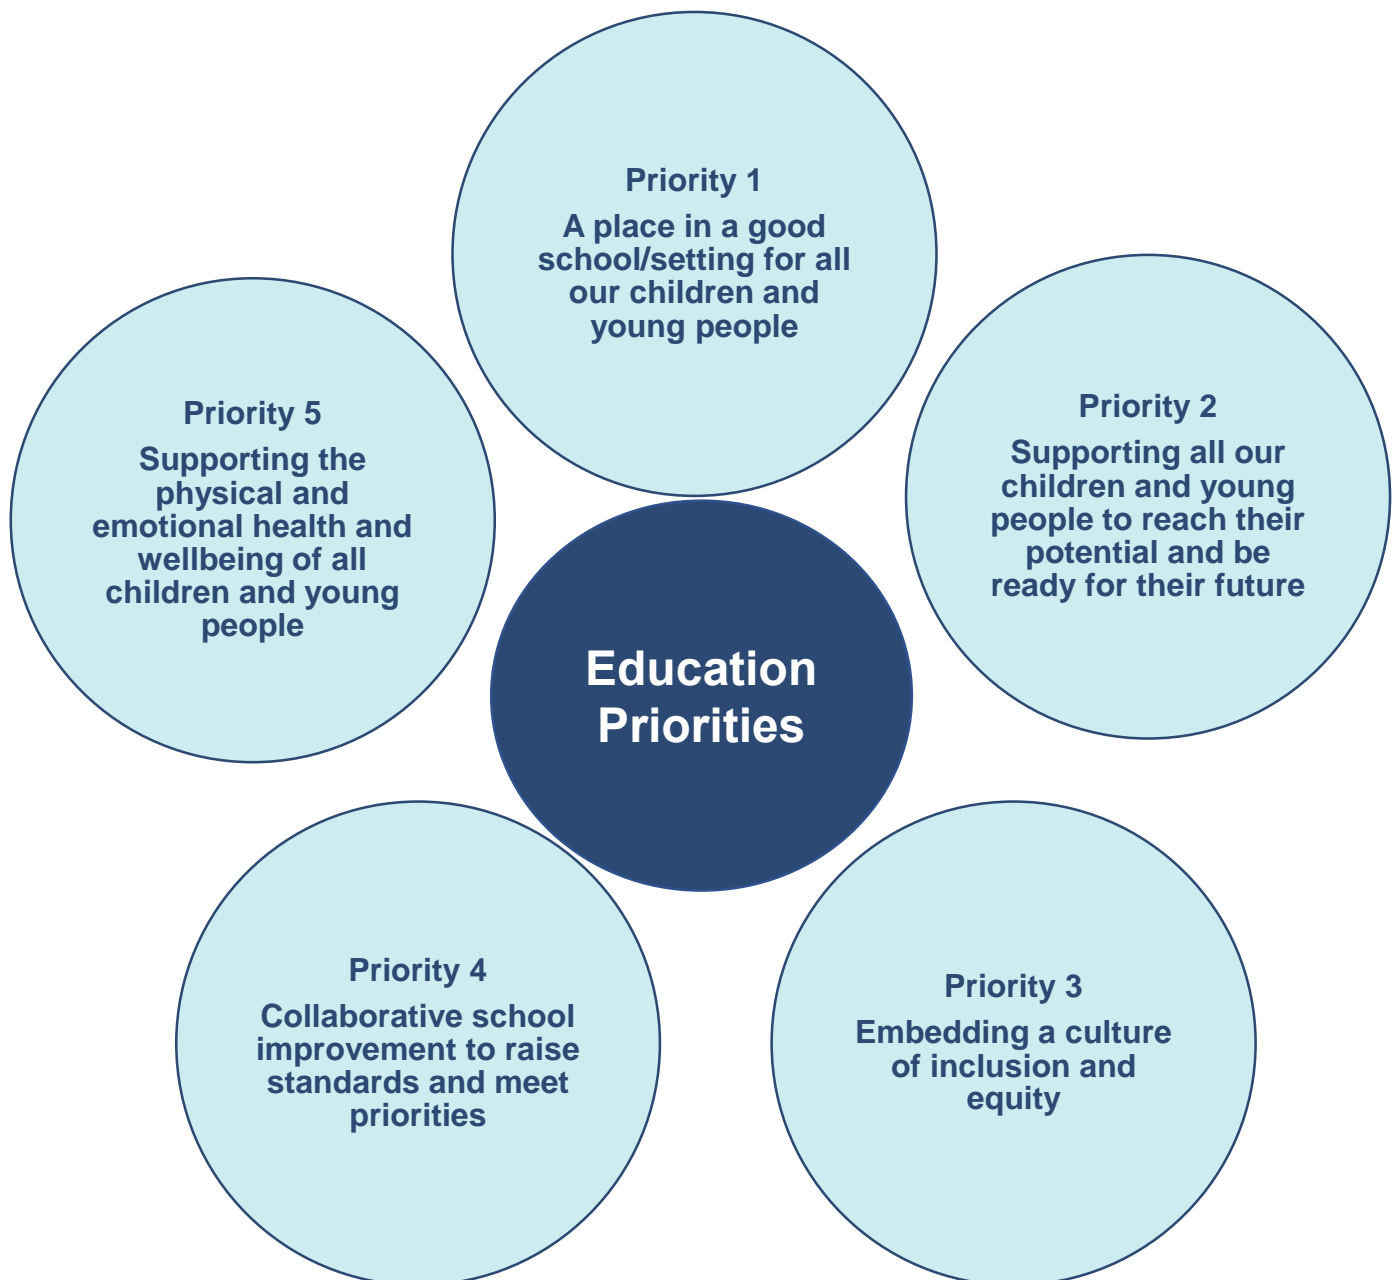 Priority 1
A place in a good
school/setting for all
our children and
young people
Priority 2
Supporting all our
children and young
people to reach their
potential and be
ready for their future
Priority 3
Embedding a culture
of inclusion and
equity
Priority 4
Collaborative school
improvement to raise
standards and meet
priorities
Priority 5
Supporting the
physical and
emotional health and
wellbeing of all
children and young
people
Education
Priorities